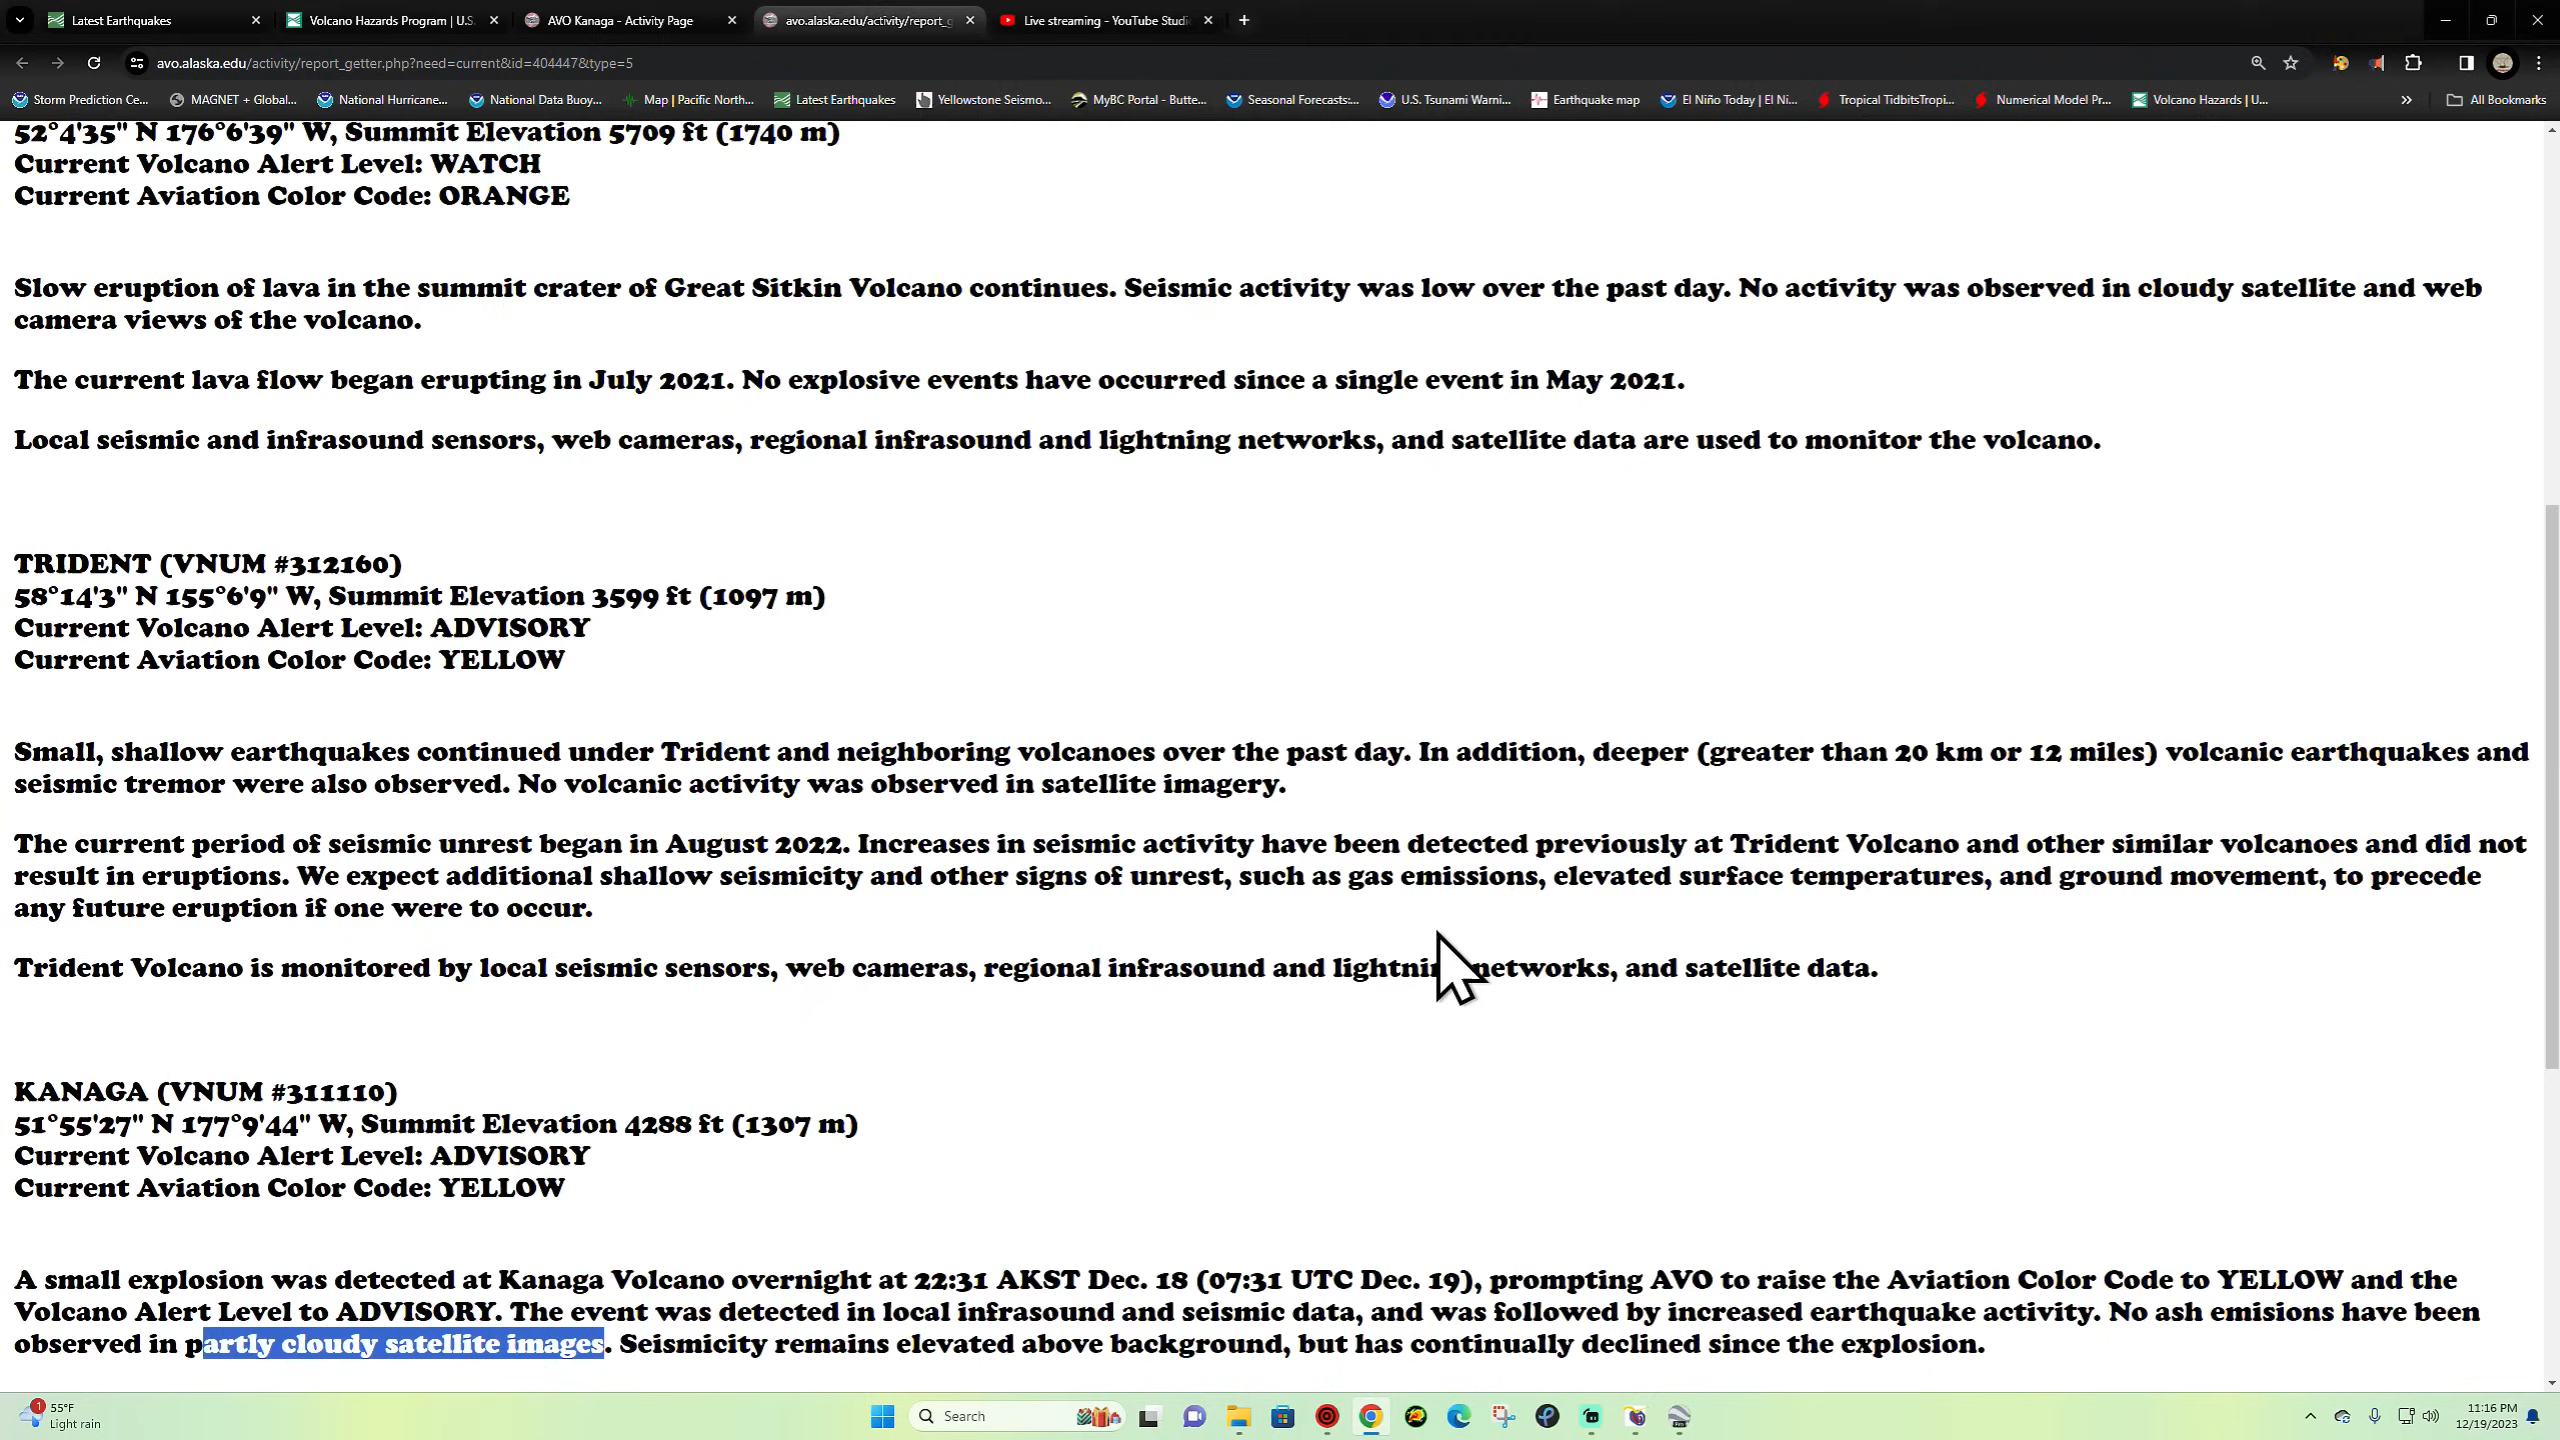 Latest Earthquakes
Volcano Hazards Program | U.S.
AVO Kanaga - Activity Page
avo.alaska.edu/activity/report_g
Live streaming - YouTube Studi
avo.alaska.edu/activity/report_getter.php?need=current&id=404447&type=5
Storm Prediction Ce...
MAGNET + Global...
National Hurricane...
National Data Buoy...
Map | Pacific North...
Latest Earthquakes
Yellowstone Seismo...
MyBC Portal - Butte...
Seasonal Forecasts:...
U.S. Tsunami Warni...
Earthquake map
El Niño Today | El Ni...
Tropical TidbitsTropi...
Numerical Model Pr...
Volcano Hazards | U...
All Bookmarks
52°4'35" N 176°6'39" W, Summit Elevation 5709 ft (1740 m)
Current Volcano Alert Level: WATCH
Current Aviation Color Code: ORANGE
Slow eruption of lava in the summit crater of Great Sitkin Volcano continues. Seismic activity was low over the past day. No activity was observed in cloudy satellite and web
camera views of the volcano.
The current lava flow began erupting in July 2021. No explosive events have occurred since a single event in May 2021.
Local seismic and infrasound sensors, web cameras, regional infrasound and lightning networks, and satellite data are used to monitor the volcano.
TRIDENT (VNUM #312160)
58°14'3" N 155°6'9" W, Summit Elevation 3599 ft (1097 m)
Current Volcano Alert Level: ADVISORY
Current Aviation Color Code: YELLOW
Small, shallow earthquakes continued under Trident and neighboring volcanoes over the past day. In addition, deeper (greater than 20 km or 12 miles) volcanic earthquakes and
seismic tremor were also observed. No volcanic activity was observed in satellite imagery.
The current period of seismic unrest began in August 2022. Increases in seismic activity have been detected previously at Trident Volcano and other similar volcanoes and did not
result in eruptions. We expect additional shallow seismicity and other signs of unrest, such as gas emissions, elevated surface temperatures, and ground movement, to precede
any future eruption if one were to occur.
Trident Volcano is monitored by local seismic sensors, web cameras, regional infrasound and lightning networks, and satellite data.
KANAGA (VNUM #311110)
51°55'27" N 177°9'44" W, Summit Elevation 4288 ft (1307 m)
Current Volcano Alert Level: ADVISORY
Current Aviation Color Code: YELLOW
A small explosion was detected at Kanaga Volcano overnight at 22:31 AKST Dec. 18 (07:31 UTC Dec. 19), prompting AVO to raise the Aviation Color Code to YELLOW and the
Volcano Alert Level to ADVISORY. The event was detected in local infrasound and seismic data, and was followed by increased earthquake activity. No ash emisions have been
observed in partly cloudy satellite images. Seismicity remains elevated above background, but has continually declined since the explosion.
1
55°F
Light rain
Search
11:16 PM
12/19/2023